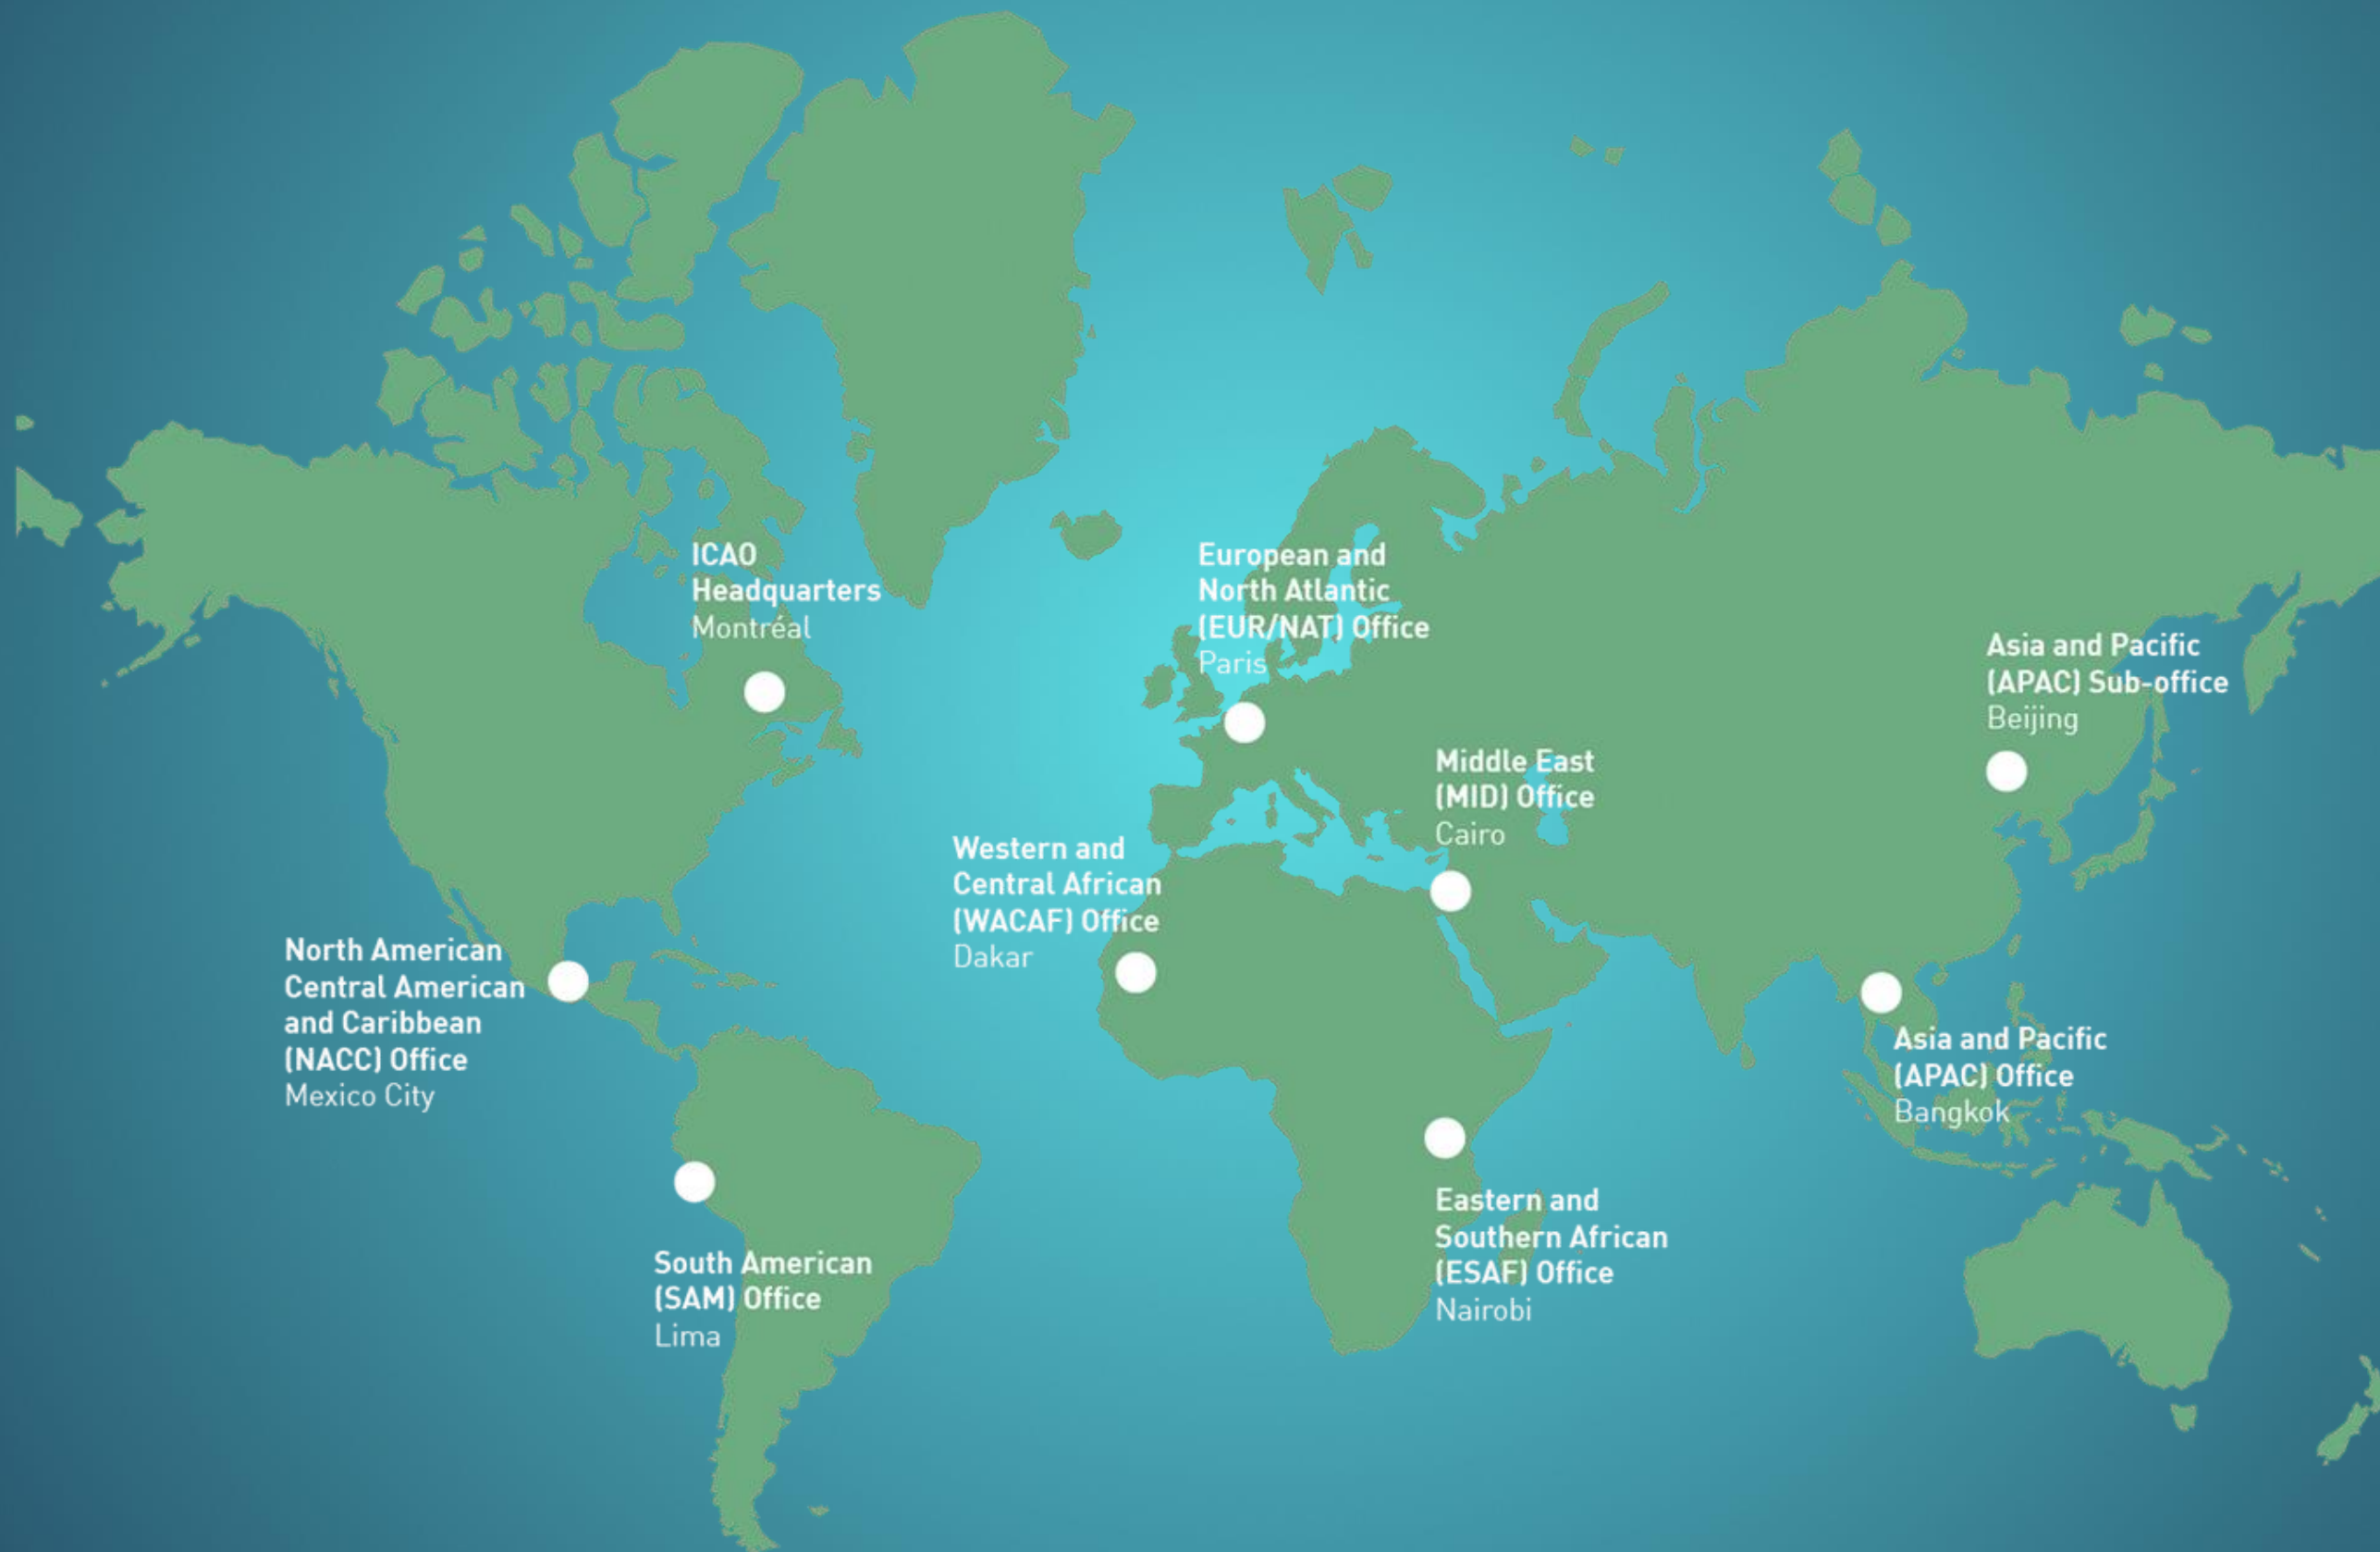 ICAO
Headquarters
Montréal
European and
North Atlantic
(EUR/NAT) Office
Paris
Asia and Pacific
(APAC) Sub-office
Beijing
Middle East
(MID) Office
Cairo
Western and
Central African
(WACAF) Office
Dakar
North American
Central American
and Caribbean
(NACC) Office
Mexico City
Asia and Pacific
(APAC) Office
Bangkok
Eastern and
Southern African
(ESAF) Office
Nairobi
South American
(SAM) Office
Lima